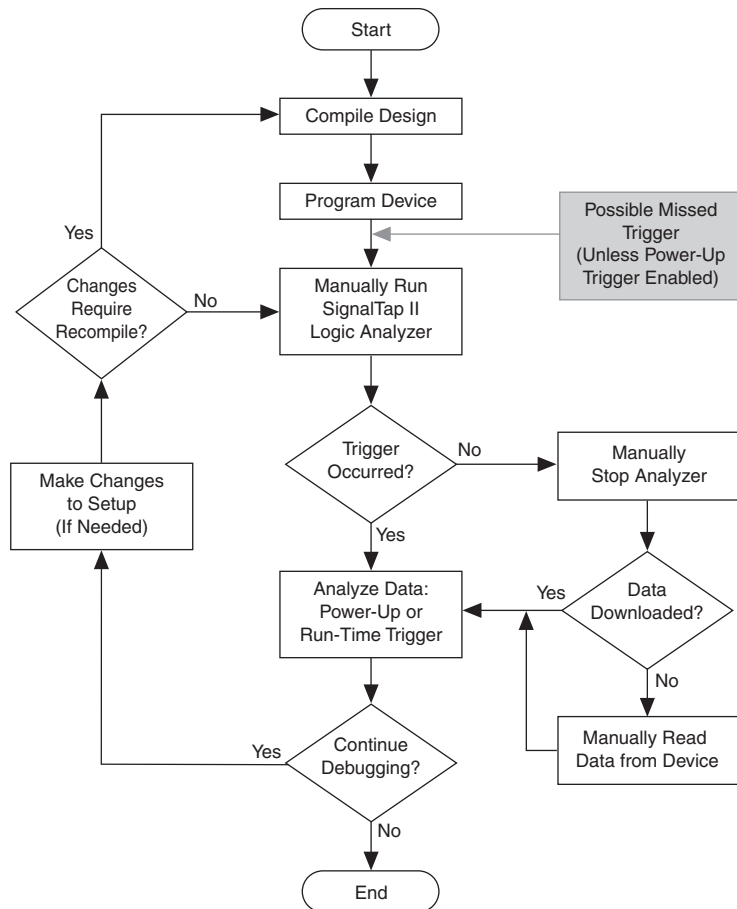 Start
Compile Design
Program Device
Possible Missed
Trigger
(Unless Power-Up
Trigger Enabled)
Yes
Changes
Require
Recompile?
No
Manually Run
SignalTap II
Logic Analyzer
Trigger
Occurred?
No
Manually
Stop Analyzer
Make Changes
to Setup
(If Needed)
Yes
Analyze Data:
Power-Up or
Run-Time Trigger
Yes
Data
Downloaded?
No
Manually Read
Data from Device
Yes
Continue
Debugging?
No
End